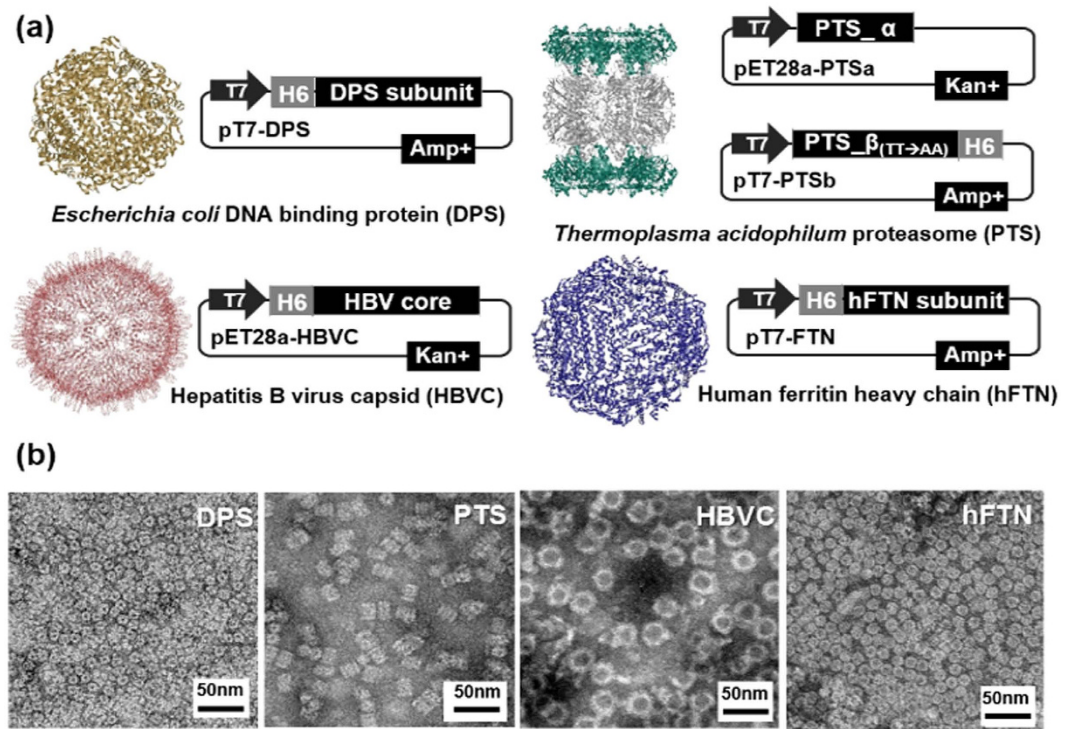 (a)
T7 H6 DPS subunit
pT7-DPS
Amp+
Escherichia coli DNA binding protein (DPS)
T7 PTS_ α
pET28a-PTSa
Kan+
T7 PTS_β(TT→AA) H6
pT7-PTSb
Amp+
Thermoplasma acidophilum proteasome (PTS)
T7 H6 HBV core
pET28a-HBVC
Kan+
Hepatitis B virus capsid (HBVC)
T7 H6 hFTN subunit
pT7-FTN
Amp+
Human ferritin heavy chain (hFTN)
(b)
DPS
50nm
PTS
50nm
HBVC
50nm
hFTN
50nm